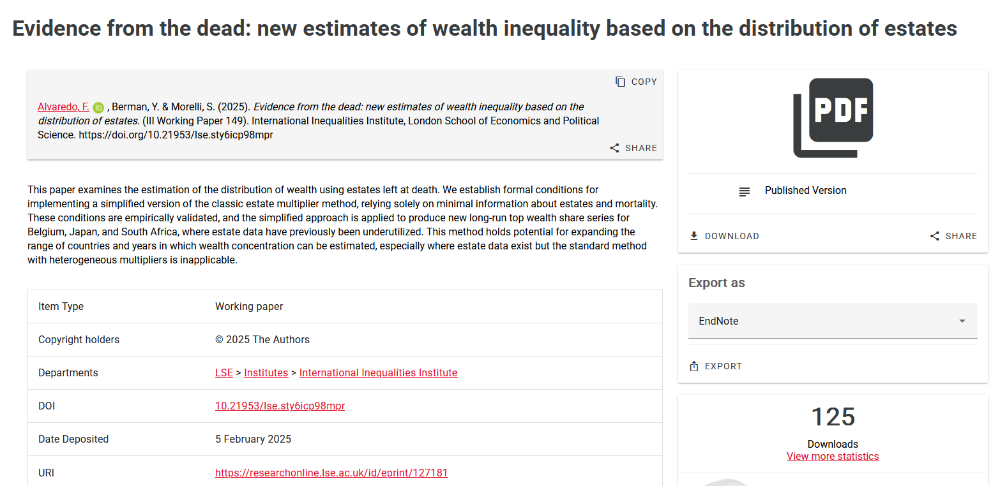 Evidence from the dead: new estimates of wealth inequality based on the distribution of estates
COPY
Alvaredo, F. iD , Berman, Y. & Morelli, S. (2025). Evidence from the dead: new estimates of wealth inequality based on the
distribution of estates. (III Working Paper 149). International Inequalities Institute, London School of Economics and Political
Science. https://doi.org/10.21953/lse.sty6icp98mpr
SHARE
This paper examines the estimation of the distribution of wealth using estates left at death. We establish formal conditions for
implementing a simplified version of the classic estate multiplier method, relying solely on minimal information about estates and mortality.
These conditions are empirically validated, and the simplified approach is applied to produce new long-run top wealth share series for
Belgium, Japan, and South Africa, where estate data have previously been underutilized. This method holds potential for expanding the
range of countries and years in which wealth concentration can be estimated, especially where estate data exist but the standard method
with heterogeneous multipliers is inapplicable.
Item Type Working paper
Copyright holders © 2025 The Authors
Departments LSE > Institutes > International Inequalities Institute
DOI 10.21953/lse.sty6icp98mpr
Date Deposited 5 February 2025
URI https://researchonline.lse.ac.uk/id/eprint/127181
PDF
Published Version
DOWNLOAD SHARE
Export as
EndNote
EXPORT
125
Downloads
View more statistics